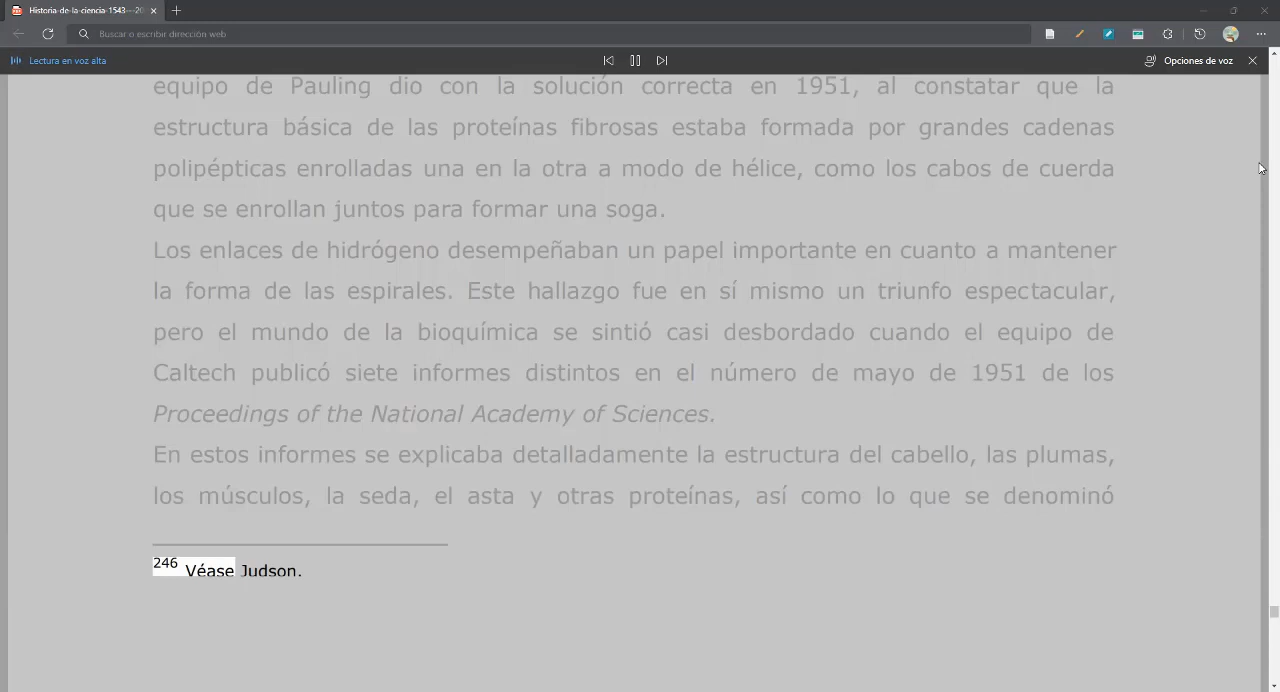 Historia-de-la-ciencia-1543---20
Buscar o escribir dirección web
Lectura en voz alta
Opciones de voz
equipo de Pauling dio con la solución correcta en 1951, al constatar que la
estructura básica de las proteínas fibrosas estaba formada por grandes cadenas
polipépticas enrolladas una en la otra a modo de hélice, como los cabos de cuerda
que se enrollan juntos para formar una soga.
Los enlaces de hidrógeno desempeñaban un papel importante en cuanto a mantener
la forma de las espirales. Este hallazgo fue en sí mismo un triunfo espectacular,
pero el mundo de la bioquímica se sintió casi desbordado cuando el equipo de
Caltech publicó siete informes distintos en el número de mayo de 1951 de los
Proceedings of the National Academy of Sciences.
En estos informes se explicaba detalladamente la estructura del cabello, las plumas,
los músculos, la seda, el asta y otras proteínas, así como lo que se denominó
246 Véase Judson.